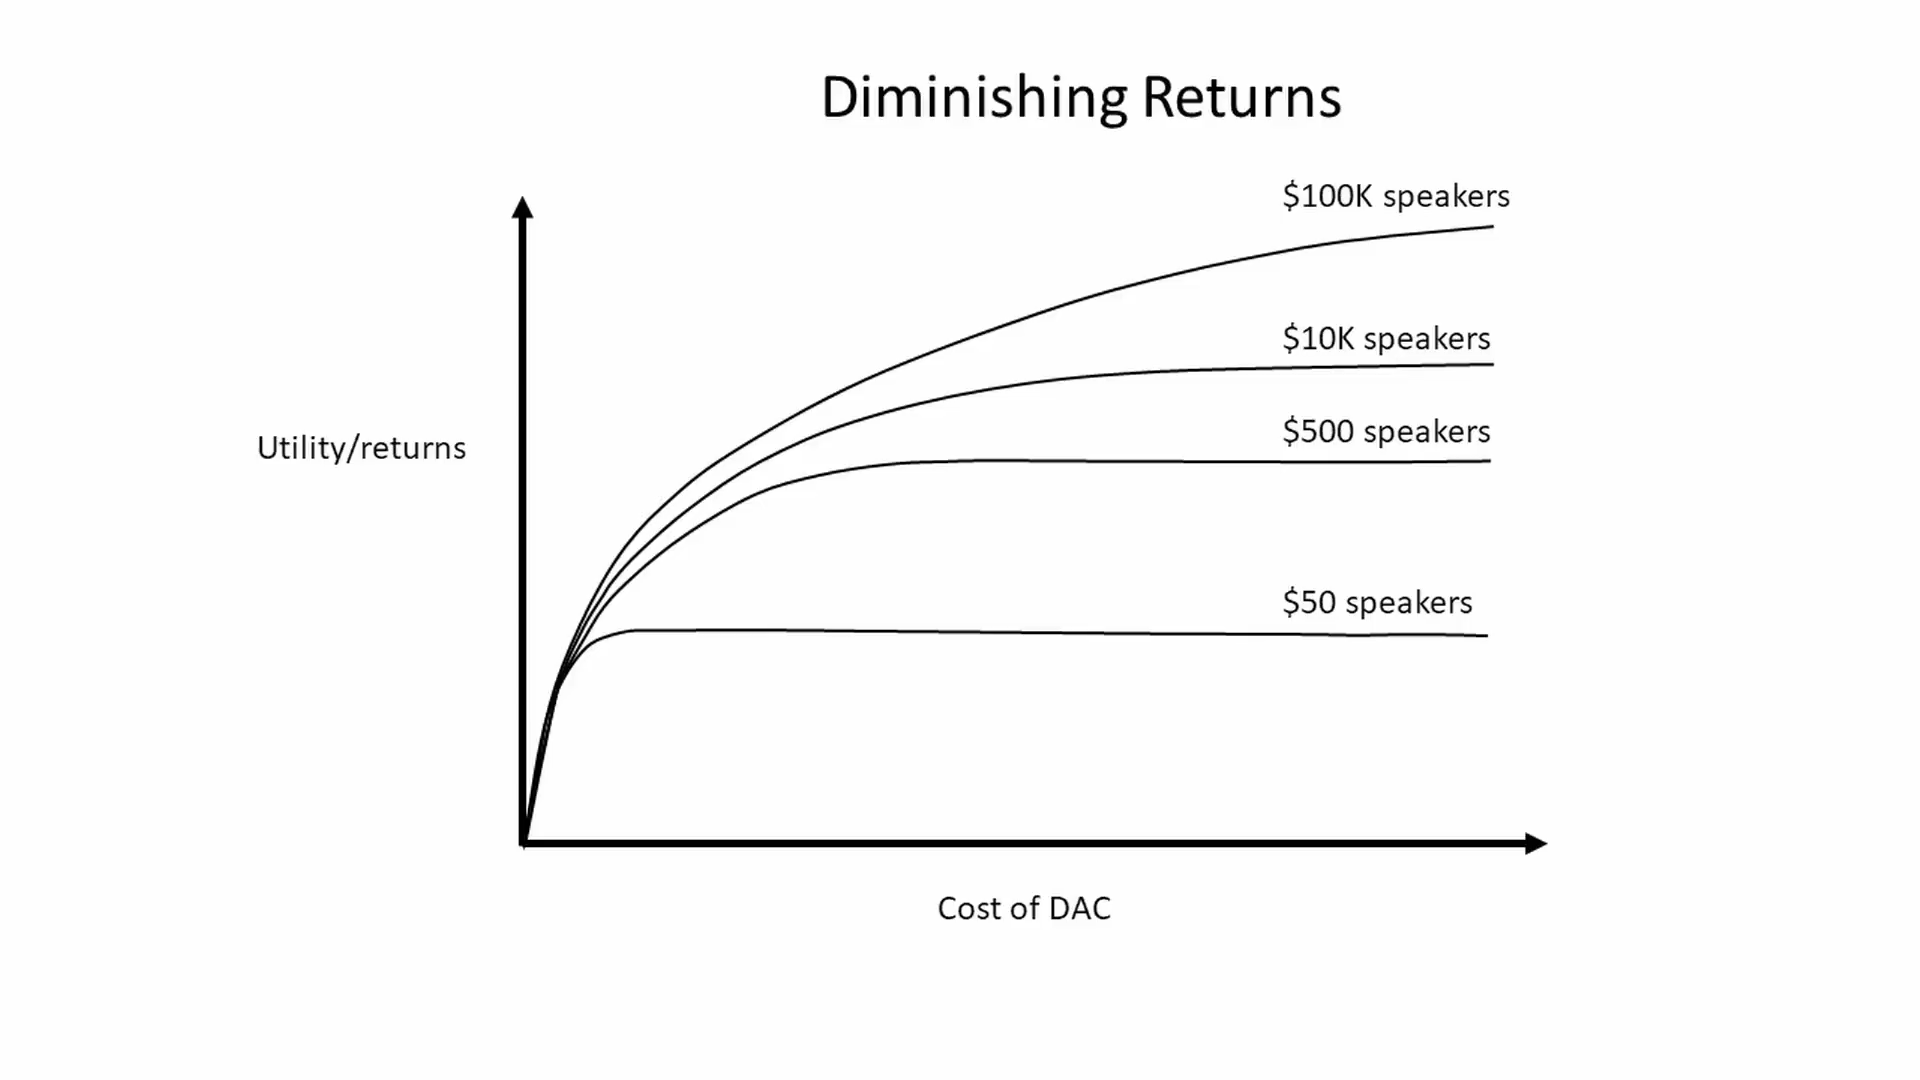 Diminishing Returns
$100K speakers
$10K speakers
$500 speakers
Utility/returns
$50 speakers
Cost of DAC